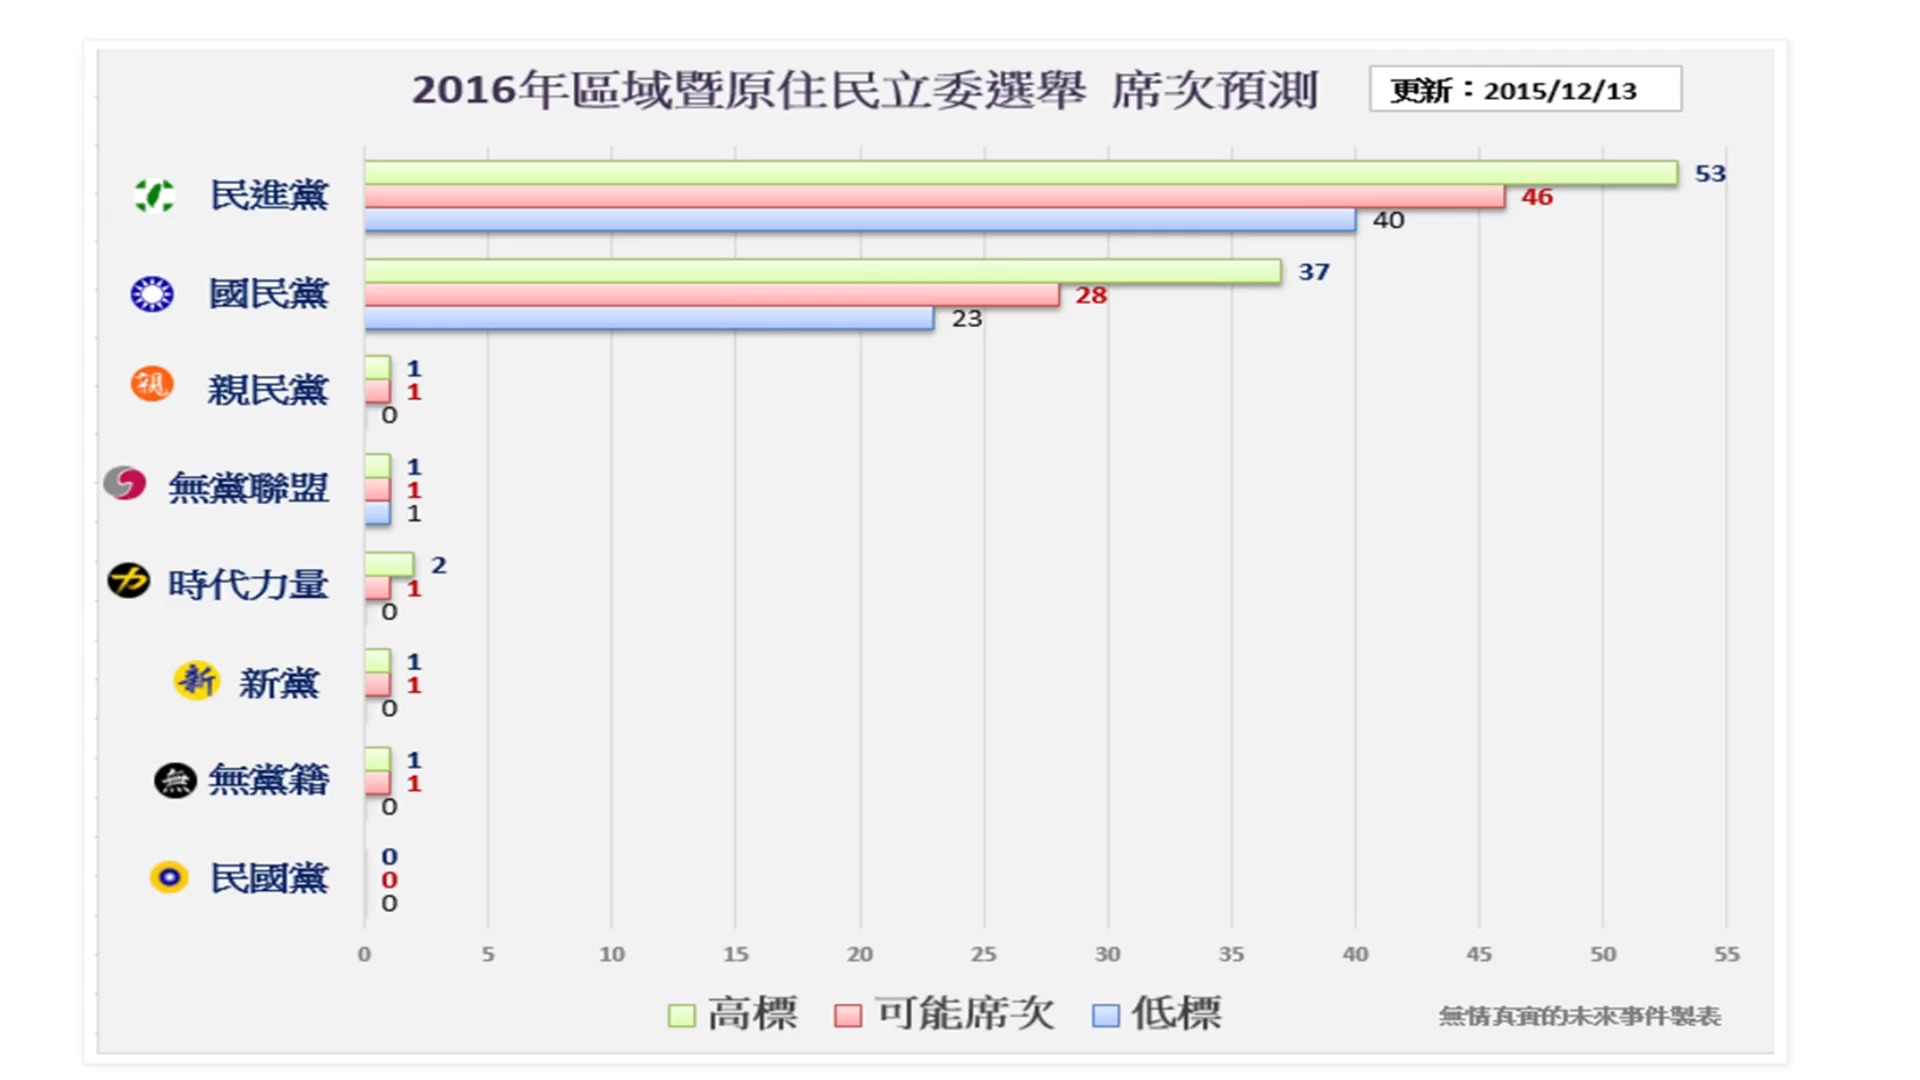 2016年區域暨原住民立委選舉 席次預測
更新：2015/12/13
民進黨
53
46
40
國民黨
37
28
23
親 親民黨
1
1
0
無黨聯盟
1
1
1
力 時代力量
2
1
0
新 新黨
1
1
0
無 無黨籍
1
1
0
民國黨
0
0
0
0 5 10 15 20 25 30 35 40 45 50 55
高標 可能席次 低標
無情真實的未來事件製表